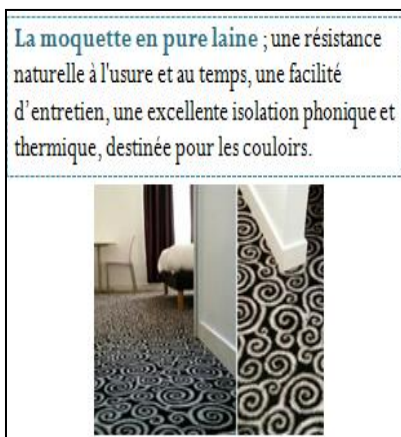 La moquette en pure laine ; une résistance
naturelle à l'usure et au temps, une facilité
d'entretien, une excellente isolation phonique et
thermique, destinée pour les couloirs.